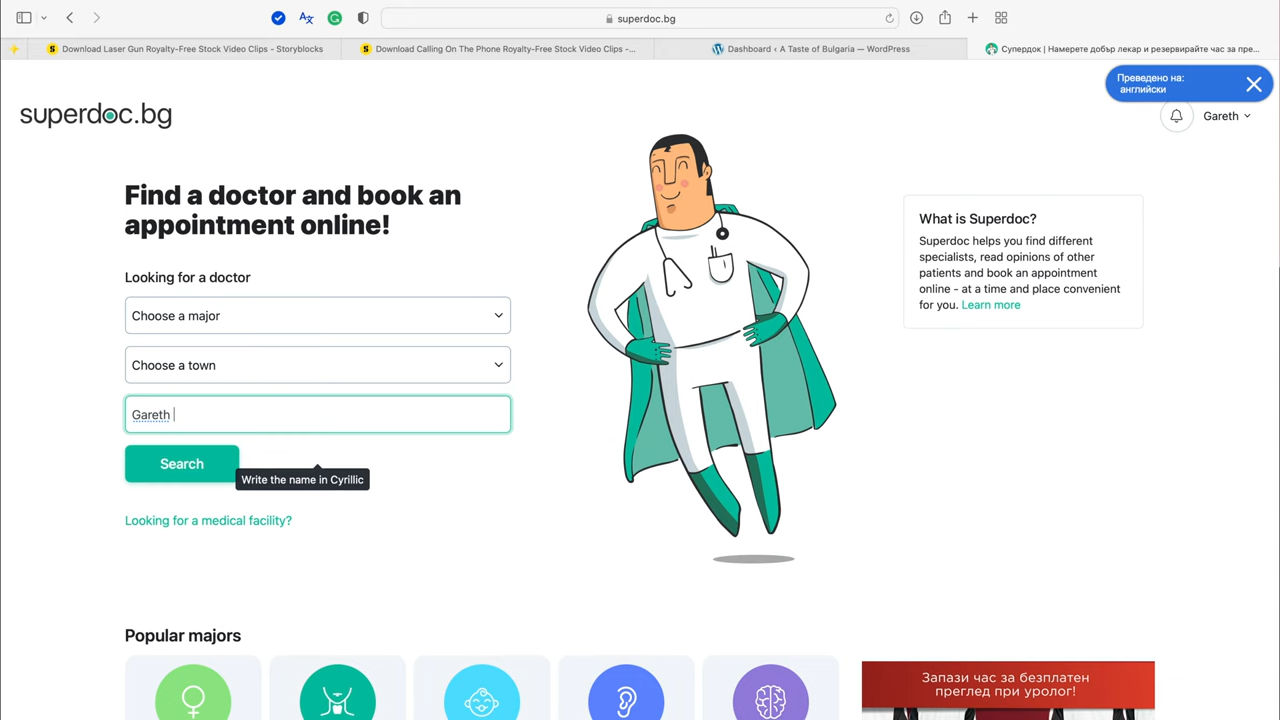 superdoc.bg
Download Laser Gun Royalty-Free Stock Video Clips - Storyblocks
Download Calling On The Phone Royalty-Free Stock Video Clips -...
Dashboard ‹ A Taste of Bulgaria — WordPress
Супердок | Намерете добър лекар и резервирайте час за пре...
Преведено на:
английски
superdoc.bg
Gareth
Find a doctor and book an
appointment online!
Looking for a doctor
Choose a major
Choose a town
Gareth
Search
Write the name in Cyrillic
Looking for a medical facility?
What is Superdoc?
Superdoc helps you find different
specialists, read opinions of other
patients and book an appointment
online - at a time and place convenient
for you. Learn more
Popular majors
Запази час за безплатен
преглед при уролог!